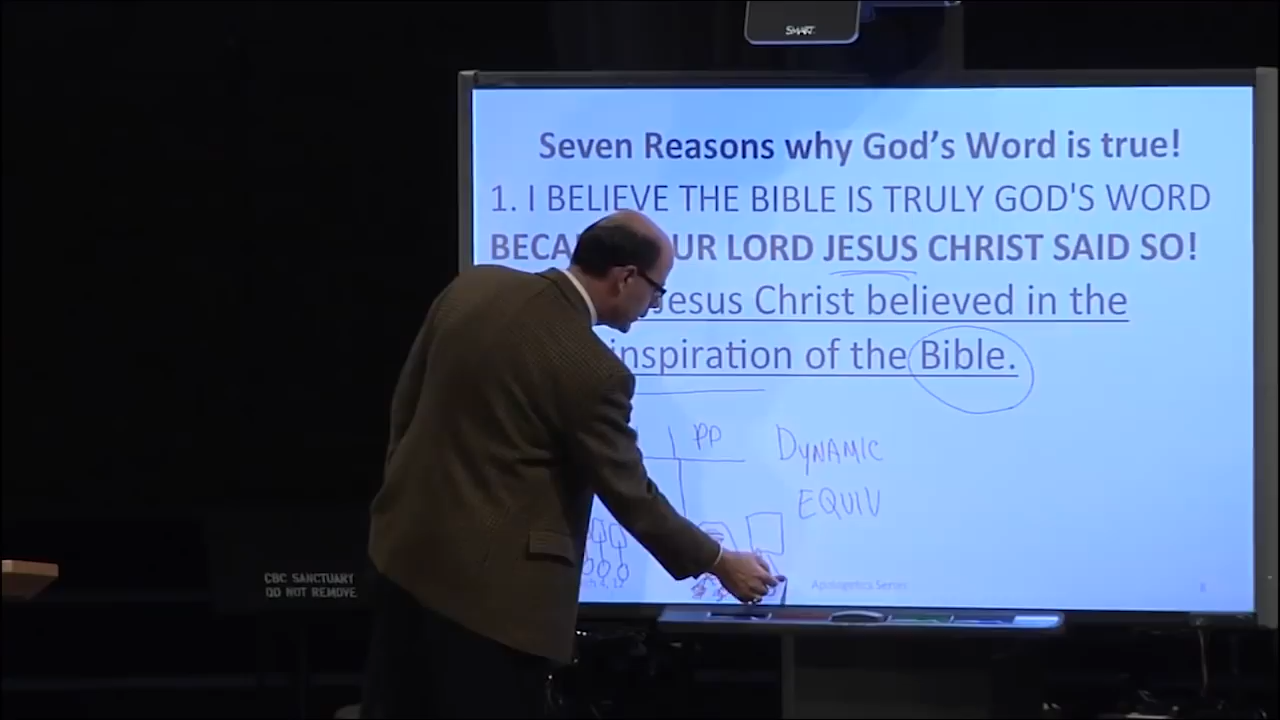 SMART
Seven Reasons why God's Word is true!
1. I BELIEVE THE BIBLE IS TRULY GOD'S WORD
BECA UR LORD JESUS CHRIST SAID SO!
Jesus Christ believed in the
inspiration of the Bible.
PP
DYNAMIC
EQUIV
CBC SANCTUARY
DO NOT REMOVE
Apologetics Series